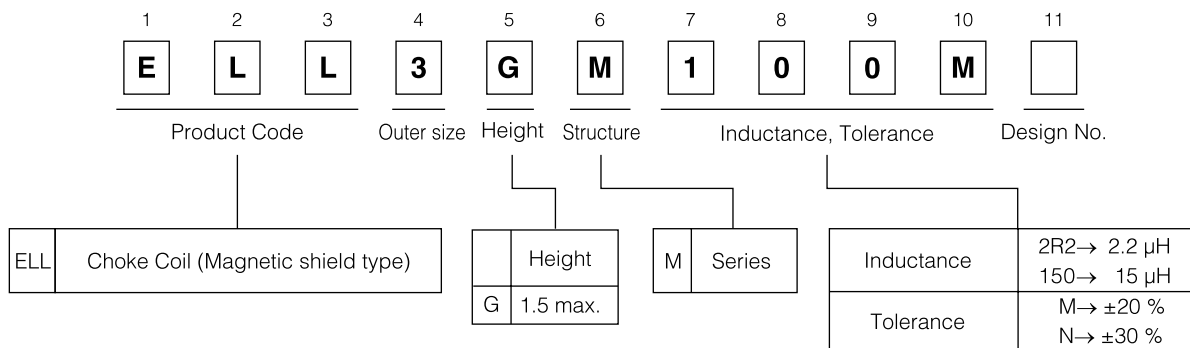 1 2 3 4 5 6 7 8 9 10 11
E L L 3 G M 1 0 0 M
Product Code Outer size Height Structure Inductance, Tolerance Design No.
ELL Choke Coil (Magnetic shield type)
Height
G 1.5 max.
M Series
Inductance
2R2→ 2.2 µH
150→ 15 µH
Tolerance
M→ ±20 %
N→ ±30 %